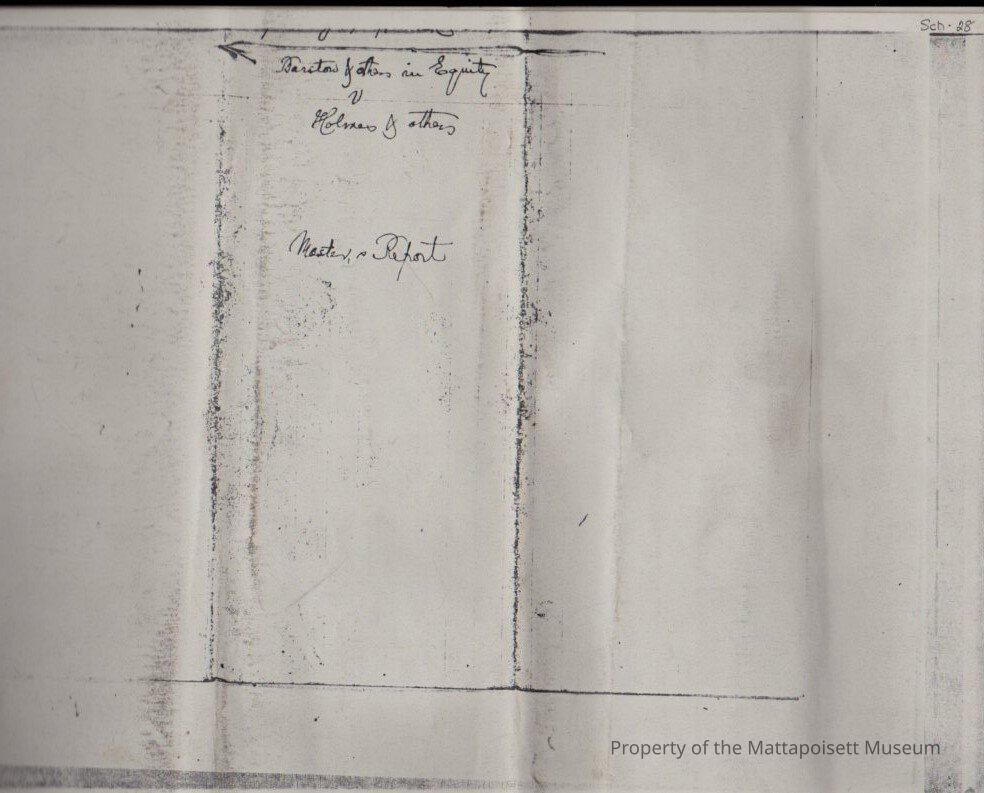 Sch. 28
Barstow & others in Equity
v
Holmes & others
Master,s Report
Property of the Mattapoisett Museum